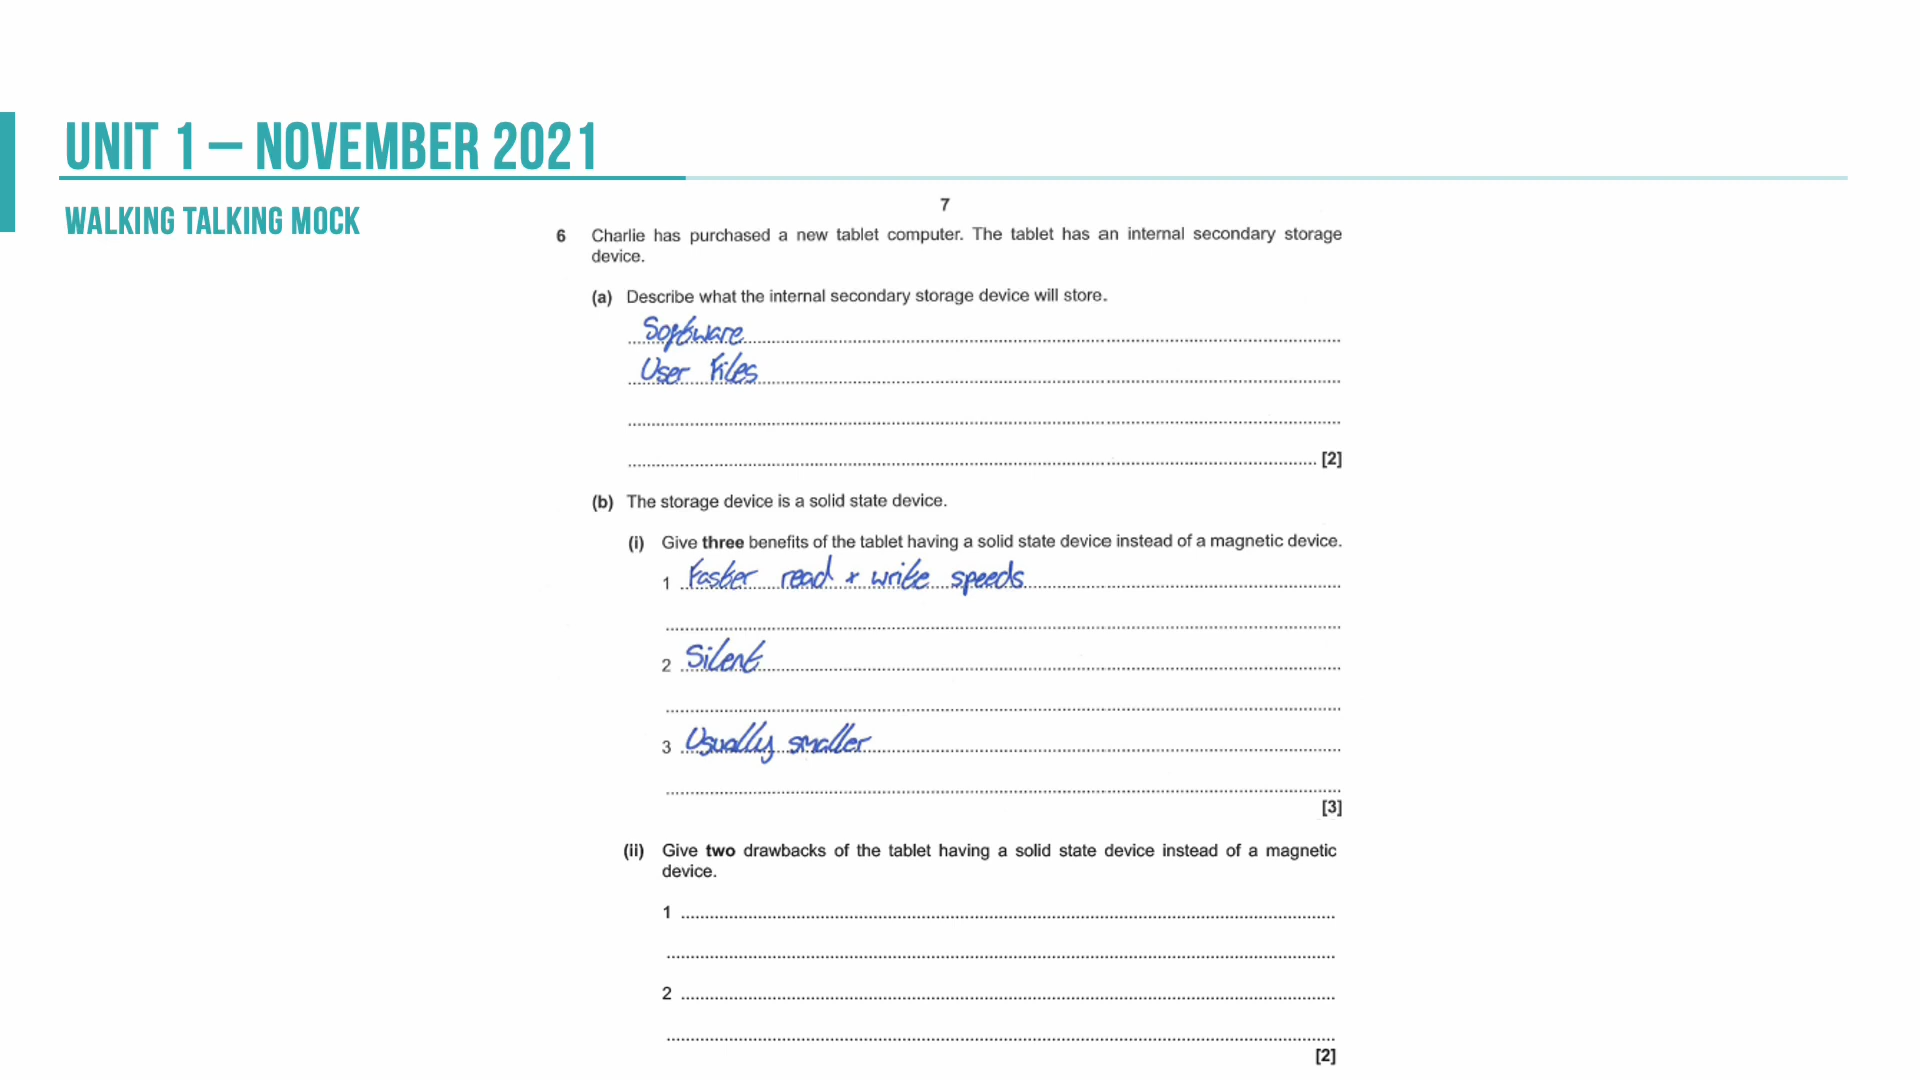 UNIT 1 – NOVEMBER 2021
WALKING TALKING MOCK
7
6 Charlie has purchased a new tablet computer. The tablet has an internal secondary storage
device.
(a) Describe what the internal secondary storage device will store.
Software
User Files
[2]
(b) The storage device is a solid state device.
(i) Give three benefits of the tablet having a solid state device instead of a magnetic device.
1 Faster read + write speeds
2 Silent
3 Usually smaller
[3]
(ii) Give two drawbacks of the tablet having a solid state device instead of a magnetic
device.
1
2
[2]